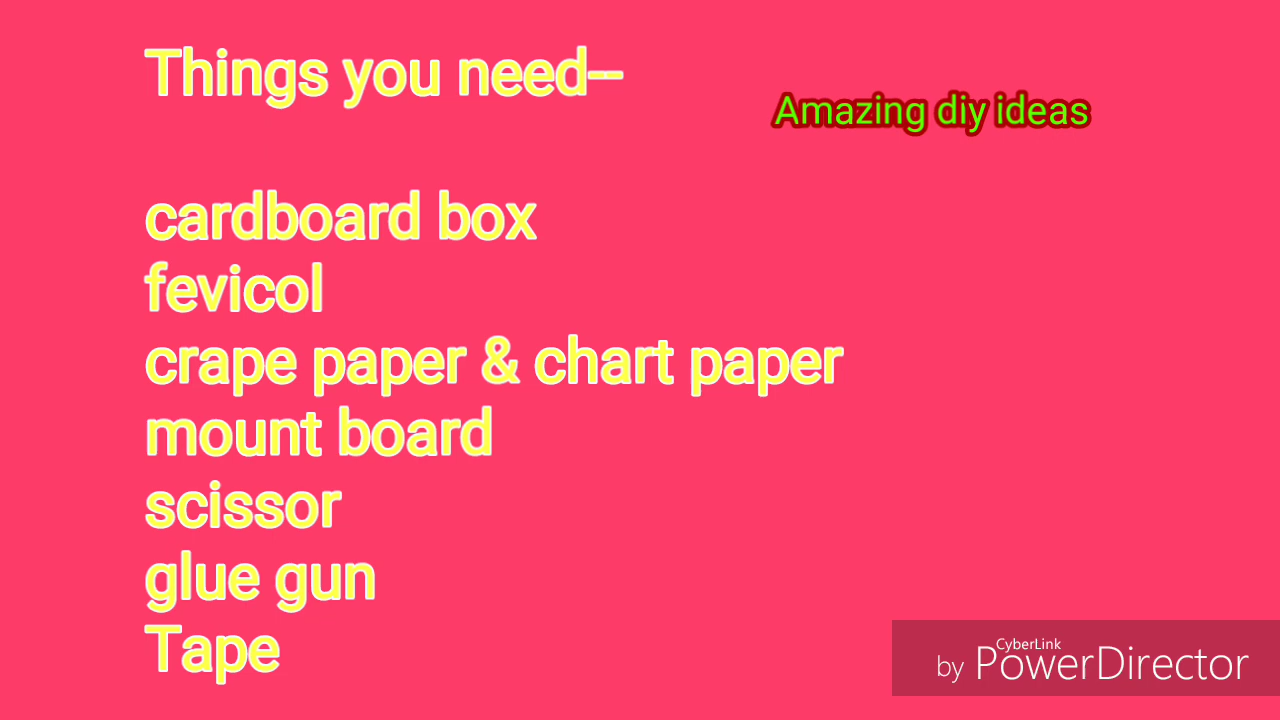 Things you need--
Amazing diy ideas
cardboard box
fevicol
crape paper & chart paper
mount board
scissor
glue gun
Tape
CyberLink
by PowerDirector